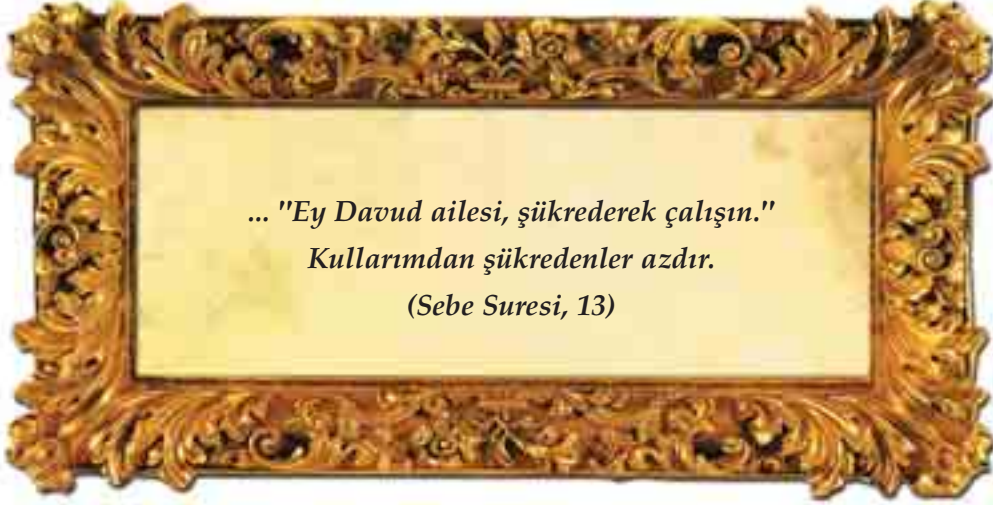 ... "Ey Davud ailesi, şükrederek çalışın."
Kullarımdan şükredenler azdır.
(Sebe Suresi, 13)